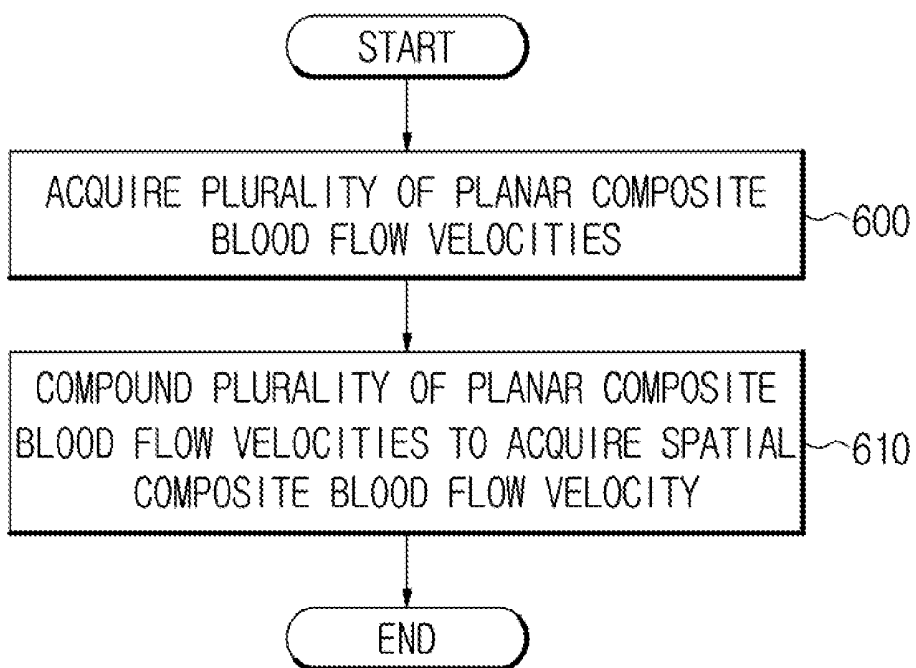 START
ACQUIRE PLURALITY OF PLANAR COMPOSITE
BLOOD FLOW VELOCITIES
600
COMPOUND PLURALITY OF PLANAR COMPOSITE
BLOOD FLOW VELOCITIES TO ACQUIRE SPATIAL
COMPOSITE BLOOD FLOW VELOCITY
610
END